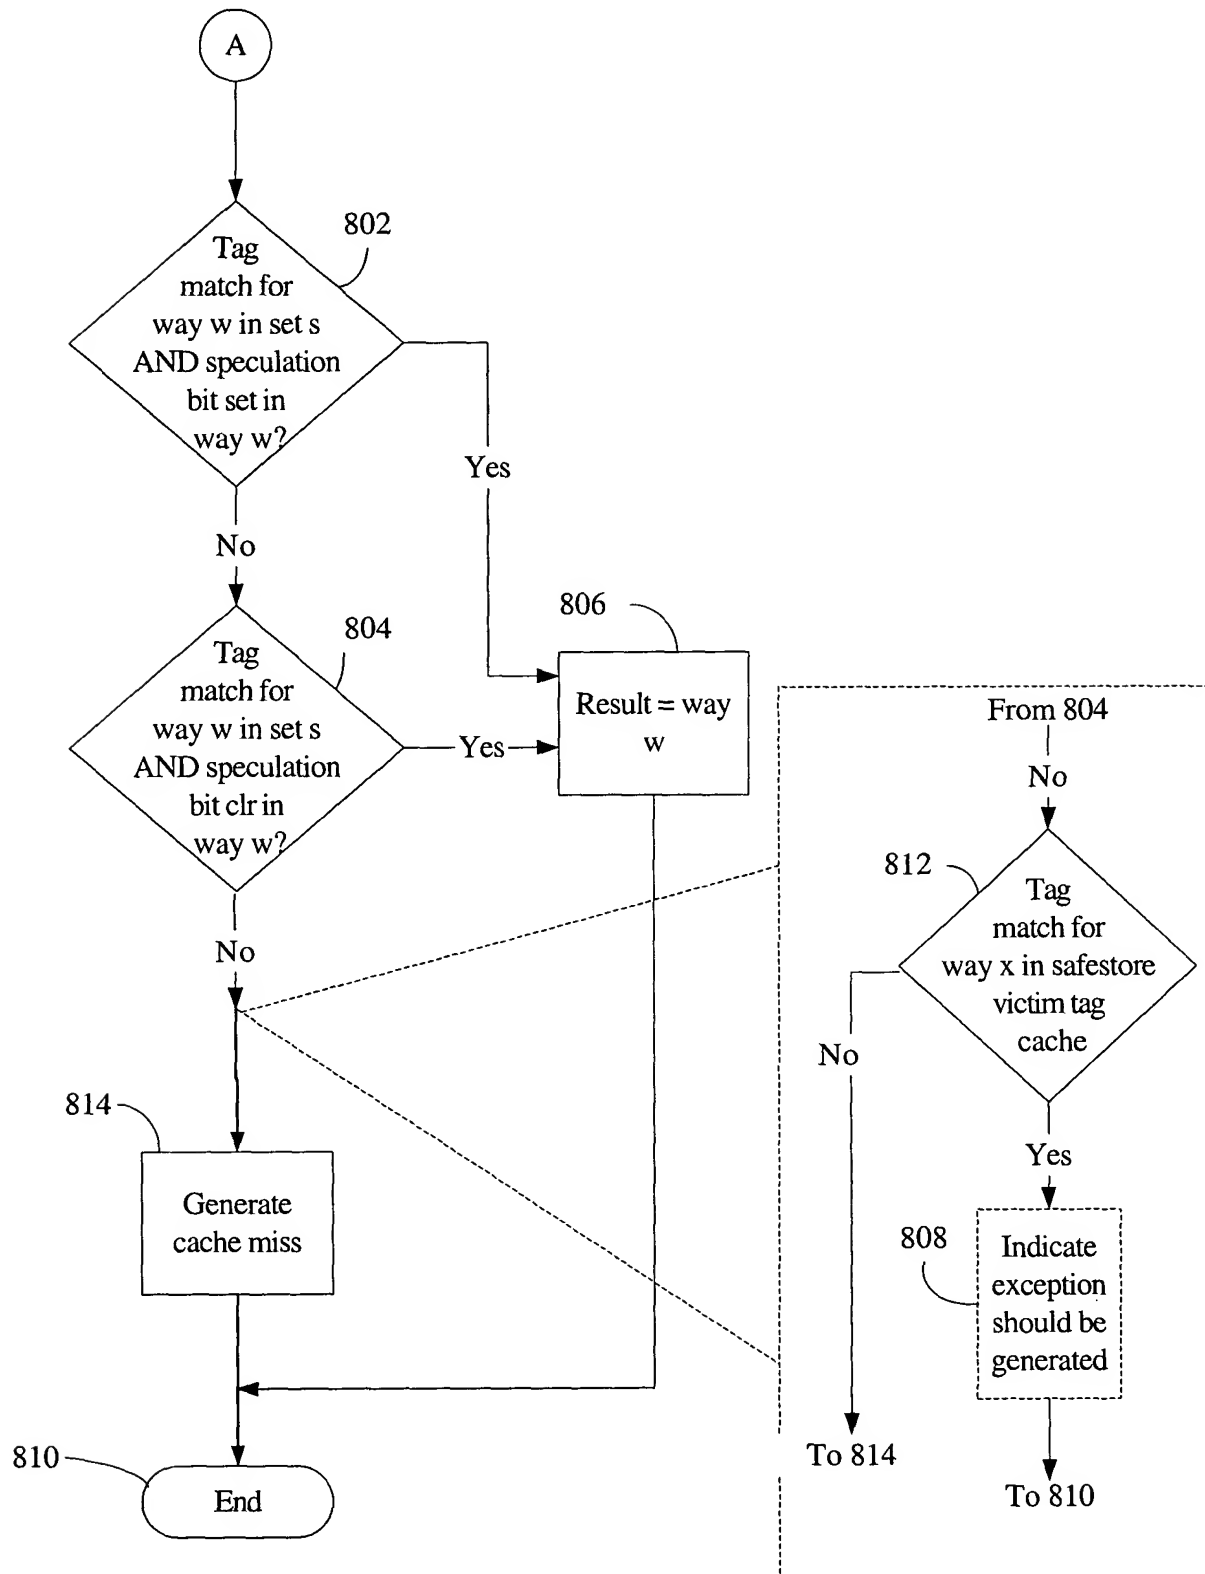 A
802
Tag
match for
way w in set s
AND speculation
bit set in
way w?
Yes
No
804
Tag
match for
way w in set s
AND speculation
bit clr in
way w?
Yes
No
806
Result = way
w
814
Generate
cache miss
810
End
From 804
No
812
Tag
match for
way x in safestore
victim tag
cache
No
Yes
808
Indicate
exception
should be
generated
To 814
To 810